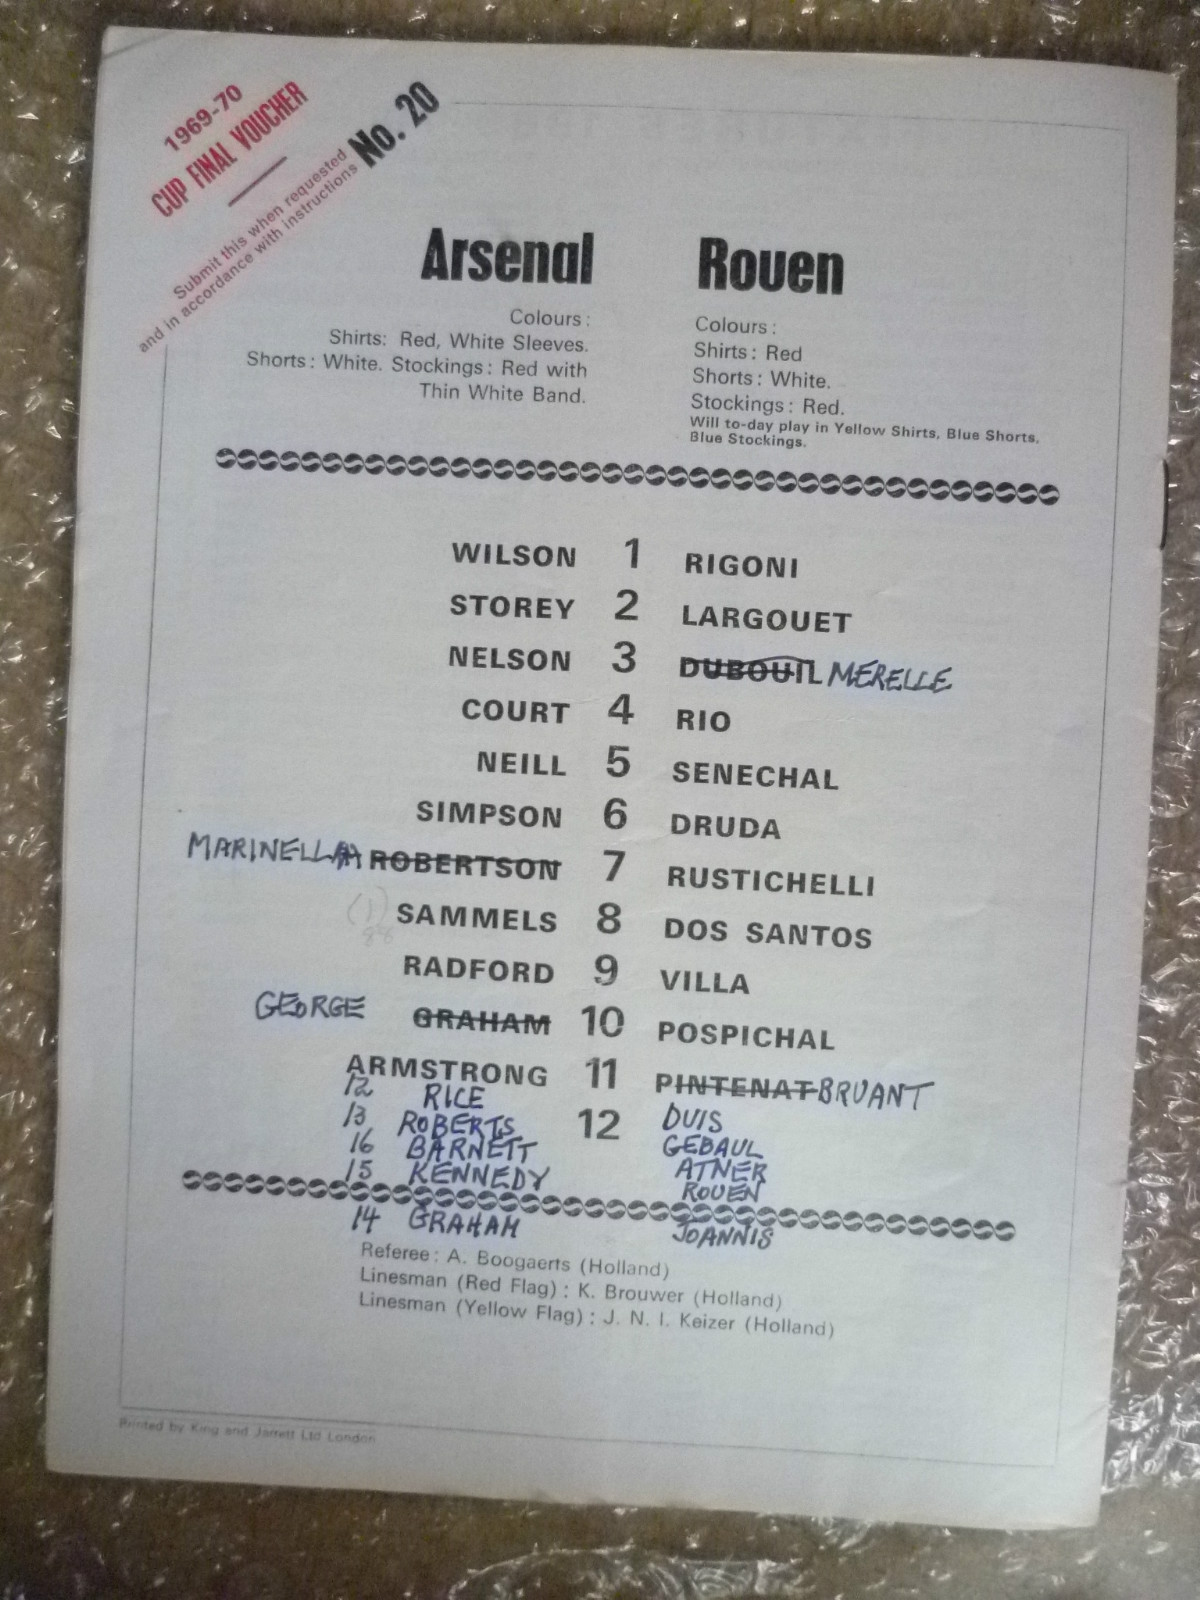 1969-70
CUP FINAL VOUCHER
No. 20
Submit this when requested
and in accordance with instructions
Arsenal Rouen
Colours:
Shirts: Red, White Sleeves.
Shorts: White. Stockings: Red with
Thin White Band.
Colours:
Shirts: Red
Shorts: White.
Stockings: Red.
Will to-day play in Yellow Shirts, Blue Shorts,
Blue Stockings.
WILSON 1 RIGONI
STOREY 2 LARGOUET
NELSON 3 DUBOUIL MERELLE
COURT 4 RIO
NEILL 5 SENECHAL
SIMPSON 6 DRUDA
MARINELLO ROBERTSON 7 RUSTICHELLI
(1) SAMMELS 8 DOS SANTOS
88
RADFORD 9 VILLA
GEORGE GRAHAM 10 POSPICHAL
ARMSTRONG 11 PINTENAT BRUANT
12 RICE 12 DUIS
13 ROBERTS GEBAUL
16 BARNETT ATNER
15 KENNEDY ROUEN
14 GRAHAM JOANNIS
Referee: A. Boogaerts (Holland)
Linesman (Red Flag): K. Brouwer (Holland)
Linesman (Yellow Flag): J. N. I. Keizer (Holland)
Printed by King and Jarrett Ltd London